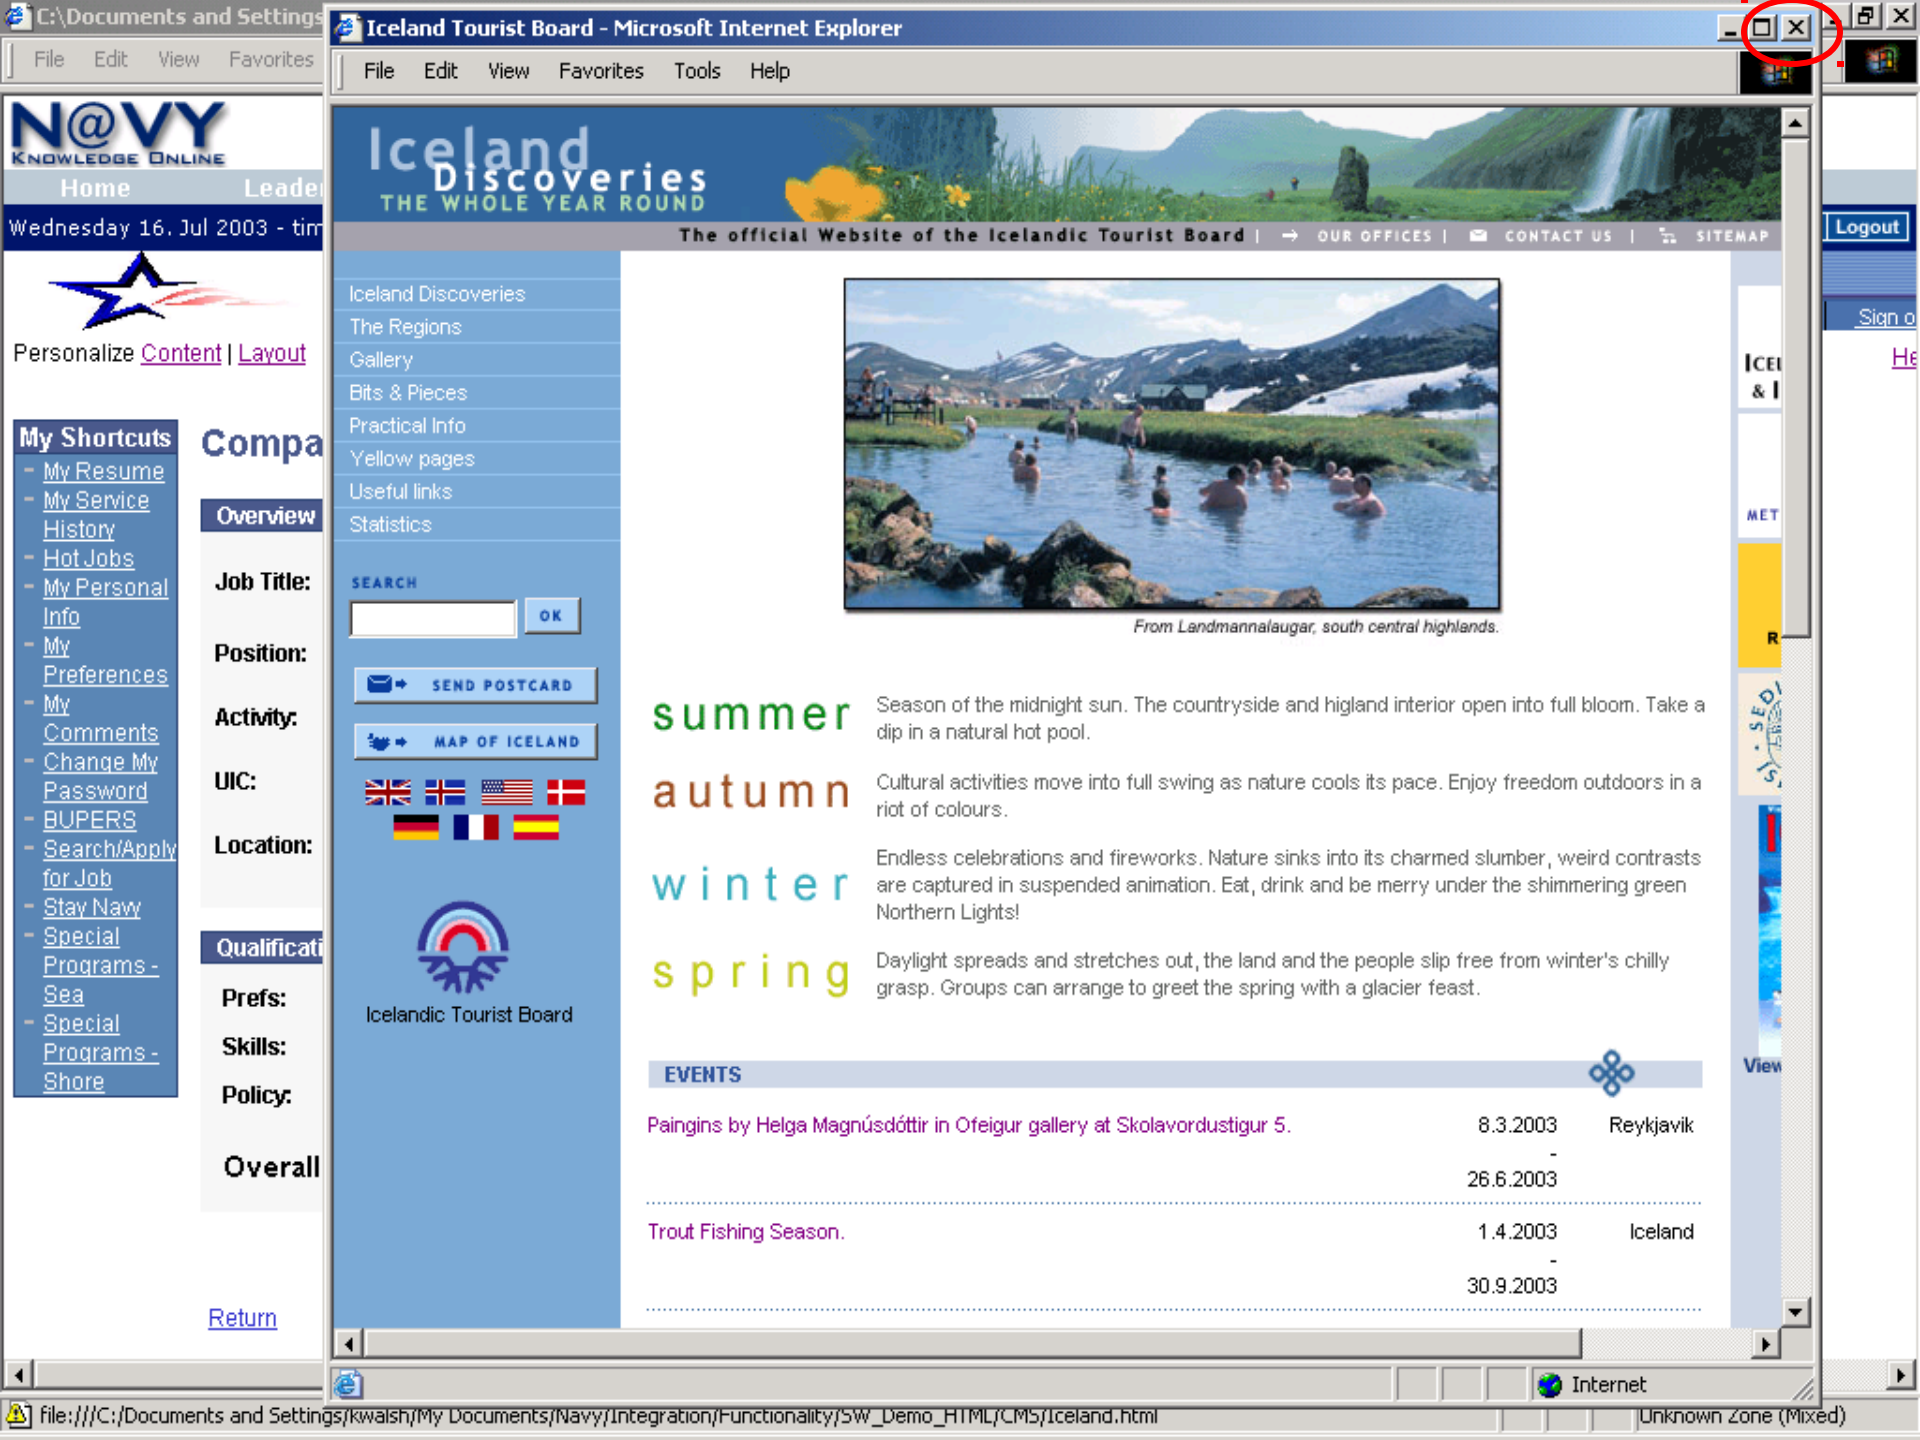 C:\Documents and Settings
File Edit View Favorites
N@VY
KNOWLEDGE ONLINE
Home Leader
Wednesday 16. Jul 2003 - tim
Personalize Content | Layout
My Shortcuts
- My Resume
- My Service
History
- Hot Jobs
- My Personal
Info
- My
Preferences
- My
Comments
- Change My
Password
- BUPERS
- Search/Apply
for Job
- Stay Navy
- Special
Programs -
Sea
- Special
Programs -
Shore
Compa
Overview
Job Title:
Position:
Activity:
UIC:
Location:
Qualificati
Prefs:
Skills:
Policy:
Overall
Return
Iceland Tourist Board - Microsoft Internet Explorer
File Edit View Favorites Tools Help
Iceland
Discoveries
THE WHOLE YEAR ROUND
The official Website of the Icelandic Tourist Board | OUR OFFICES | CONTACT US | SITEMAP
Iceland Discoveries
The Regions
Gallery
Bits & Pieces
Practical Info
Yellow pages
Useful links
Statistics
SEARCH
OK
SEND POSTCARD
MAP OF ICELAND
Icelandic Tourist Board
From Landmannalaugar, south central highlands.
summer
Season of the midnight sun. The countryside and higland interior open into full bloom. Take a
dip in a natural hot pool.
autumn
Cultural activities move into full swing as nature cools its pace. Enjoy freedom outdoors in a
riot of colours.
winter
Endless celebrations and fireworks. Nature sinks into its charmed slumber, weird contrasts
are captured in suspended animation. Eat, drink and be merry under the shimmering green
Northern Lights!
spring
Daylight spreads and stretches out, the land and the people slip free from winter's chilly
grasp. Groups can arrange to greet the spring with a glacier feast.
EVENTS
Paingins by Helga Magnúsdóttir in Ofeigur gallery at Skolavordustigur 5. 8.3.2003 Reykjavik
-
26.6.2003
Trout Fishing Season. 1.4.2003 Iceland
-
30.9.2003
ICEL
& I
MET
R
View
Logout
Sign o
He
Internet
file:///C:/Documents and Settings/kwalsh/My Documents/Navy/Integration/Functionality/SW_Demo_HTML/CMS/Iceland.html
Unknown Zone (Mixed)